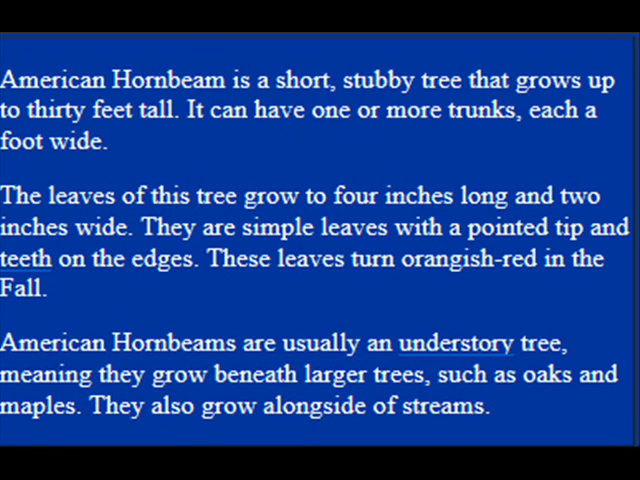 American Hornbeam is a short, stubby tree that grows up
to thirty feet tall. It can have one or more trunks, each a
foot wide.
The leaves of this tree grow to four inches long and two
inches wide. They are simple leaves with a pointed tip and
teeth on the edges. These leaves turn orangish-red in the
Fall.
American Hornbeams are usually an understory tree,
meaning they grow beneath larger trees, such as oaks and
maples. They also grow alongside of streams.